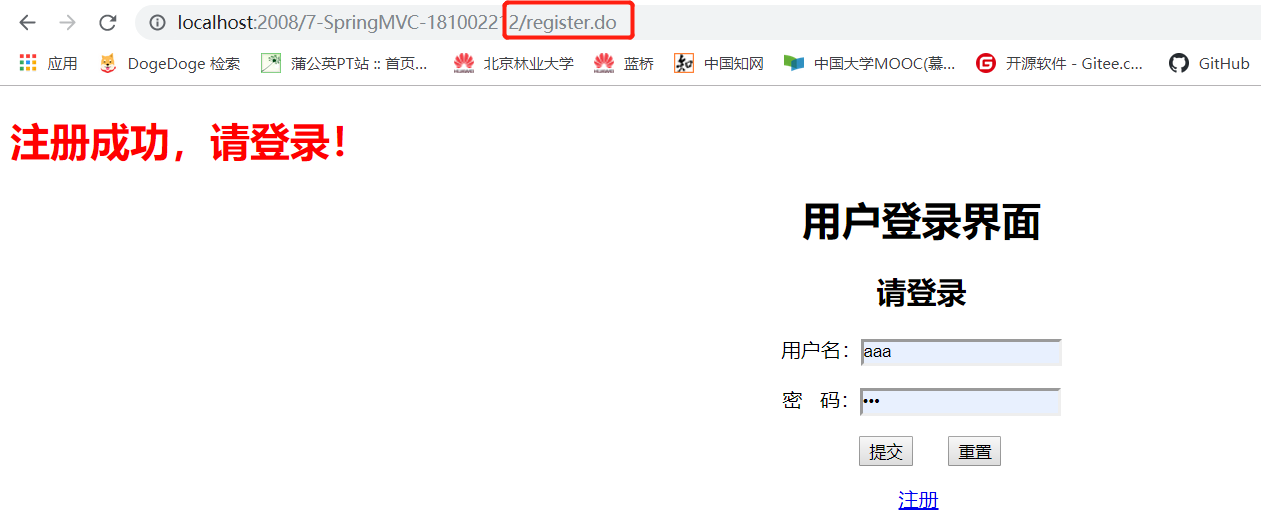 localhost:2008/7-SpringMVC-181002212/register.do
应用 DogeDoge 检索 蒲公英PT站 :: 首页... 北京林业大学 蓝桥 中国知网 中国大学MOOC(慕... 开源软件 - Gitee.c... GitHub
注册成功，请登录！
用户登录界面
请登录
用户名：aaa
密 码：•••
提交 重置
注册